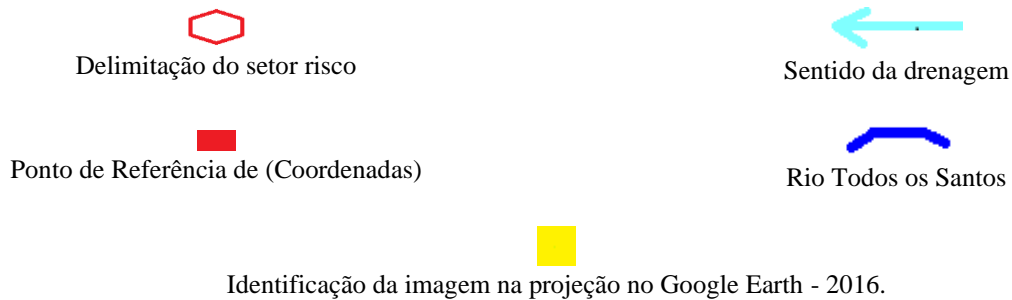 Delimitação do setor risco
Sentido da drenagem
Ponto de Referência de (Coordenadas)
Rio Todos os Santos
Identificação da imagem na projeção no Google Earth - 2016.